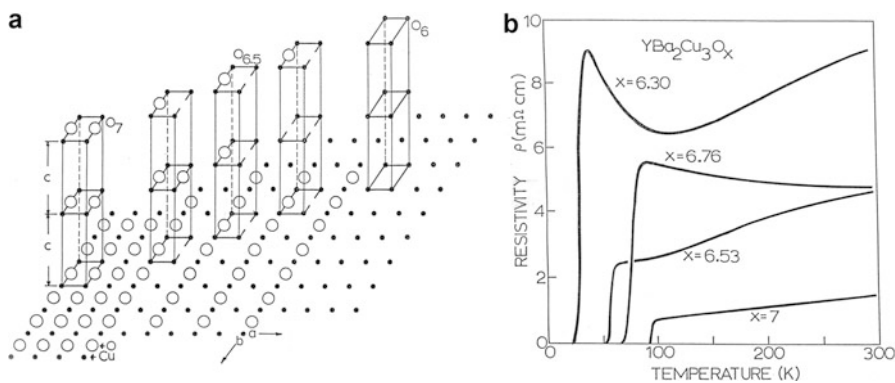 a
O7
O6.5
O6
c
c
b
a
O
Cu
b
YBa2Cu3Ox
RESISTIVITY ρ (mΩ cm)
10
8
6
4
2
0
x=6.30
x=6.76
x=6.53
x=7
0
100
200
300
TEMPERATURE (K)